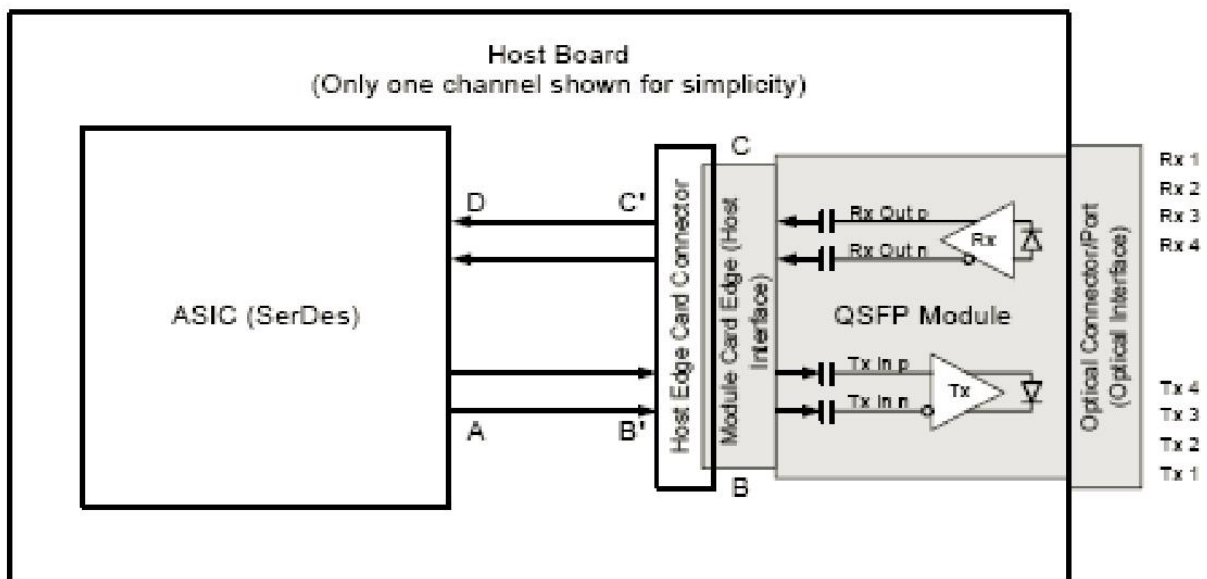 Host Board
(Only one channel shown for simplicity)
ASIC (SerDes)
D
C'
A
B'
Host Edge Card Connector
C
Module Card Edge (Host
Interface)
B
Rx Out p
Rx Out n
Rx
QSFP Module
Tx In p
Tx In n
Tx
Optical Connector/Port
(Optical Interface)
Rx 1
Rx 2
Rx 3
Rx 4
Tx 4
Tx 3
Tx 2
Tx 1